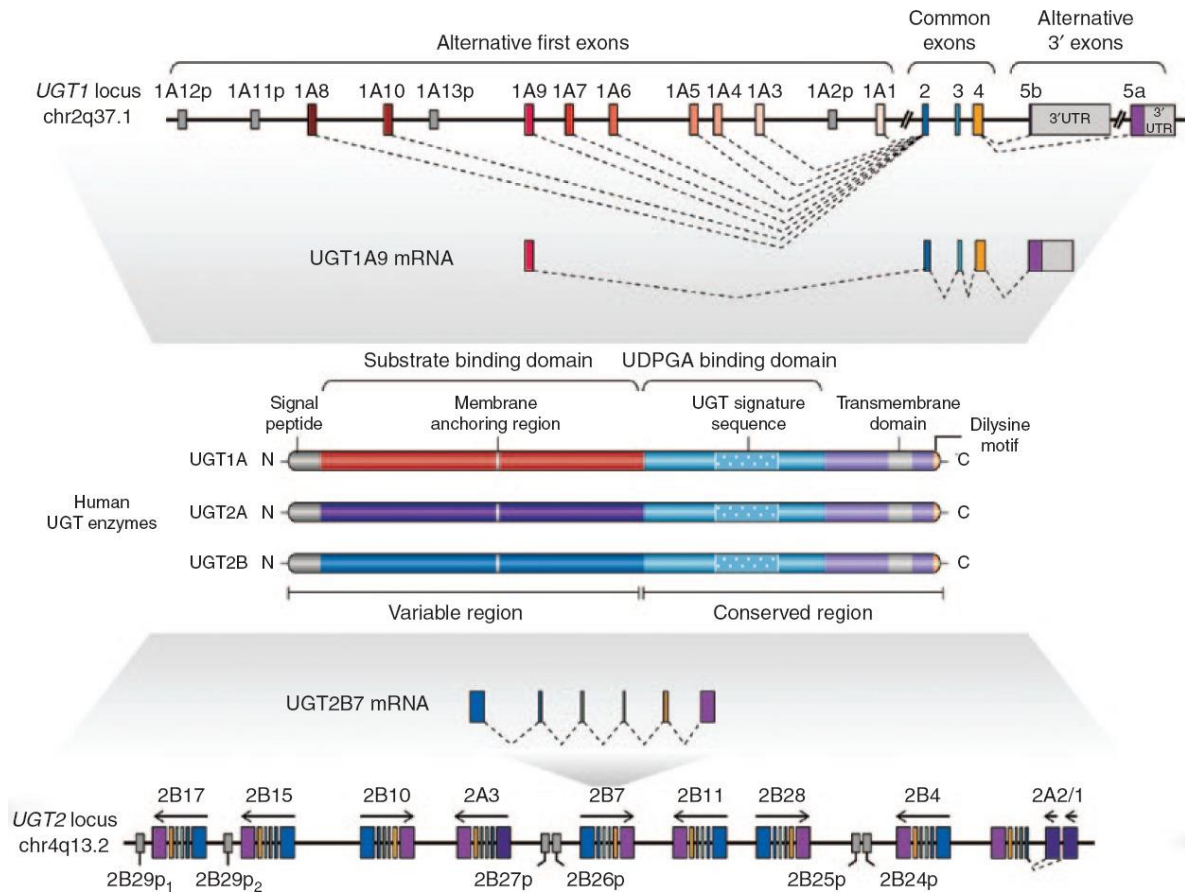 Alternative first exons
Common
exons
Alternative
3′ exons
UGT1 locus
chr2q37.1
1A12p 1A11p 1A8 1A10 1A13p 1A9 1A7 1A6 1A5 1A4 1A3 1A2p 1A1 2 3 4 5b 5a
3′UTR
3′
UTR
UGT1A9 mRNA
Substrate binding domain
UDPGA binding domain
Signal
peptide
Membrane
anchoring region
UGT signature
sequence
Transmembrane
domain
Dilysine
motif
Human
UGT enzymes
UGT1A N C
UGT2A N C
UGT2B N C
Variable region
Conserved region
UGT2B7 mRNA
UGT2 locus
chr4q13.2
2B17 2B15 2B10 2A3 2B7 2B11 2B28 2B4 2A2/1
2B29p1 2B29p2 2B27p 2B26p 2B25p 2B24p